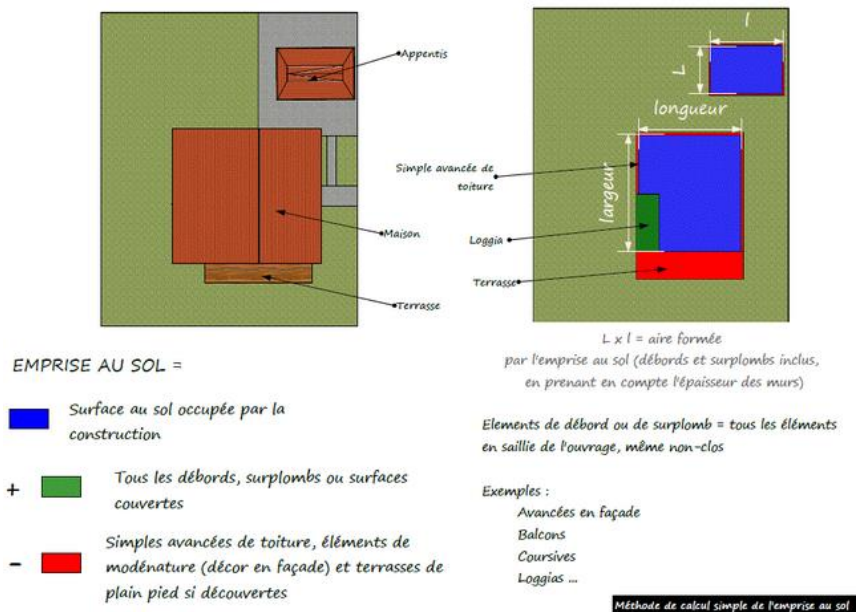 Appentis
Maison
Terrasse
l
L
longueur
largeur
Simple avancée de
toiture
Loggia
Terrasse
L x l = aire formée
par l'emprise au sol (débords et surplombs inclus,
en prenant en compte l'épaisseur des murs)
EMPRISE AU SOL =
Surface au sol occupée par la
construction
+ Tous les débords, surplombs ou surfaces
couvertes
- Simples avancées de toiture, éléments de
modénature (décor en façade) et terrasses de
plain pied si découvertes
Elements de débord ou de surplomb = tous les éléments
en saillie de l'ouvrage, même non-clos
Exemples :
Avancées en façade
Balcons
Coursives
Loggias ...
Méthode de calcul simple de l'emprise au sol